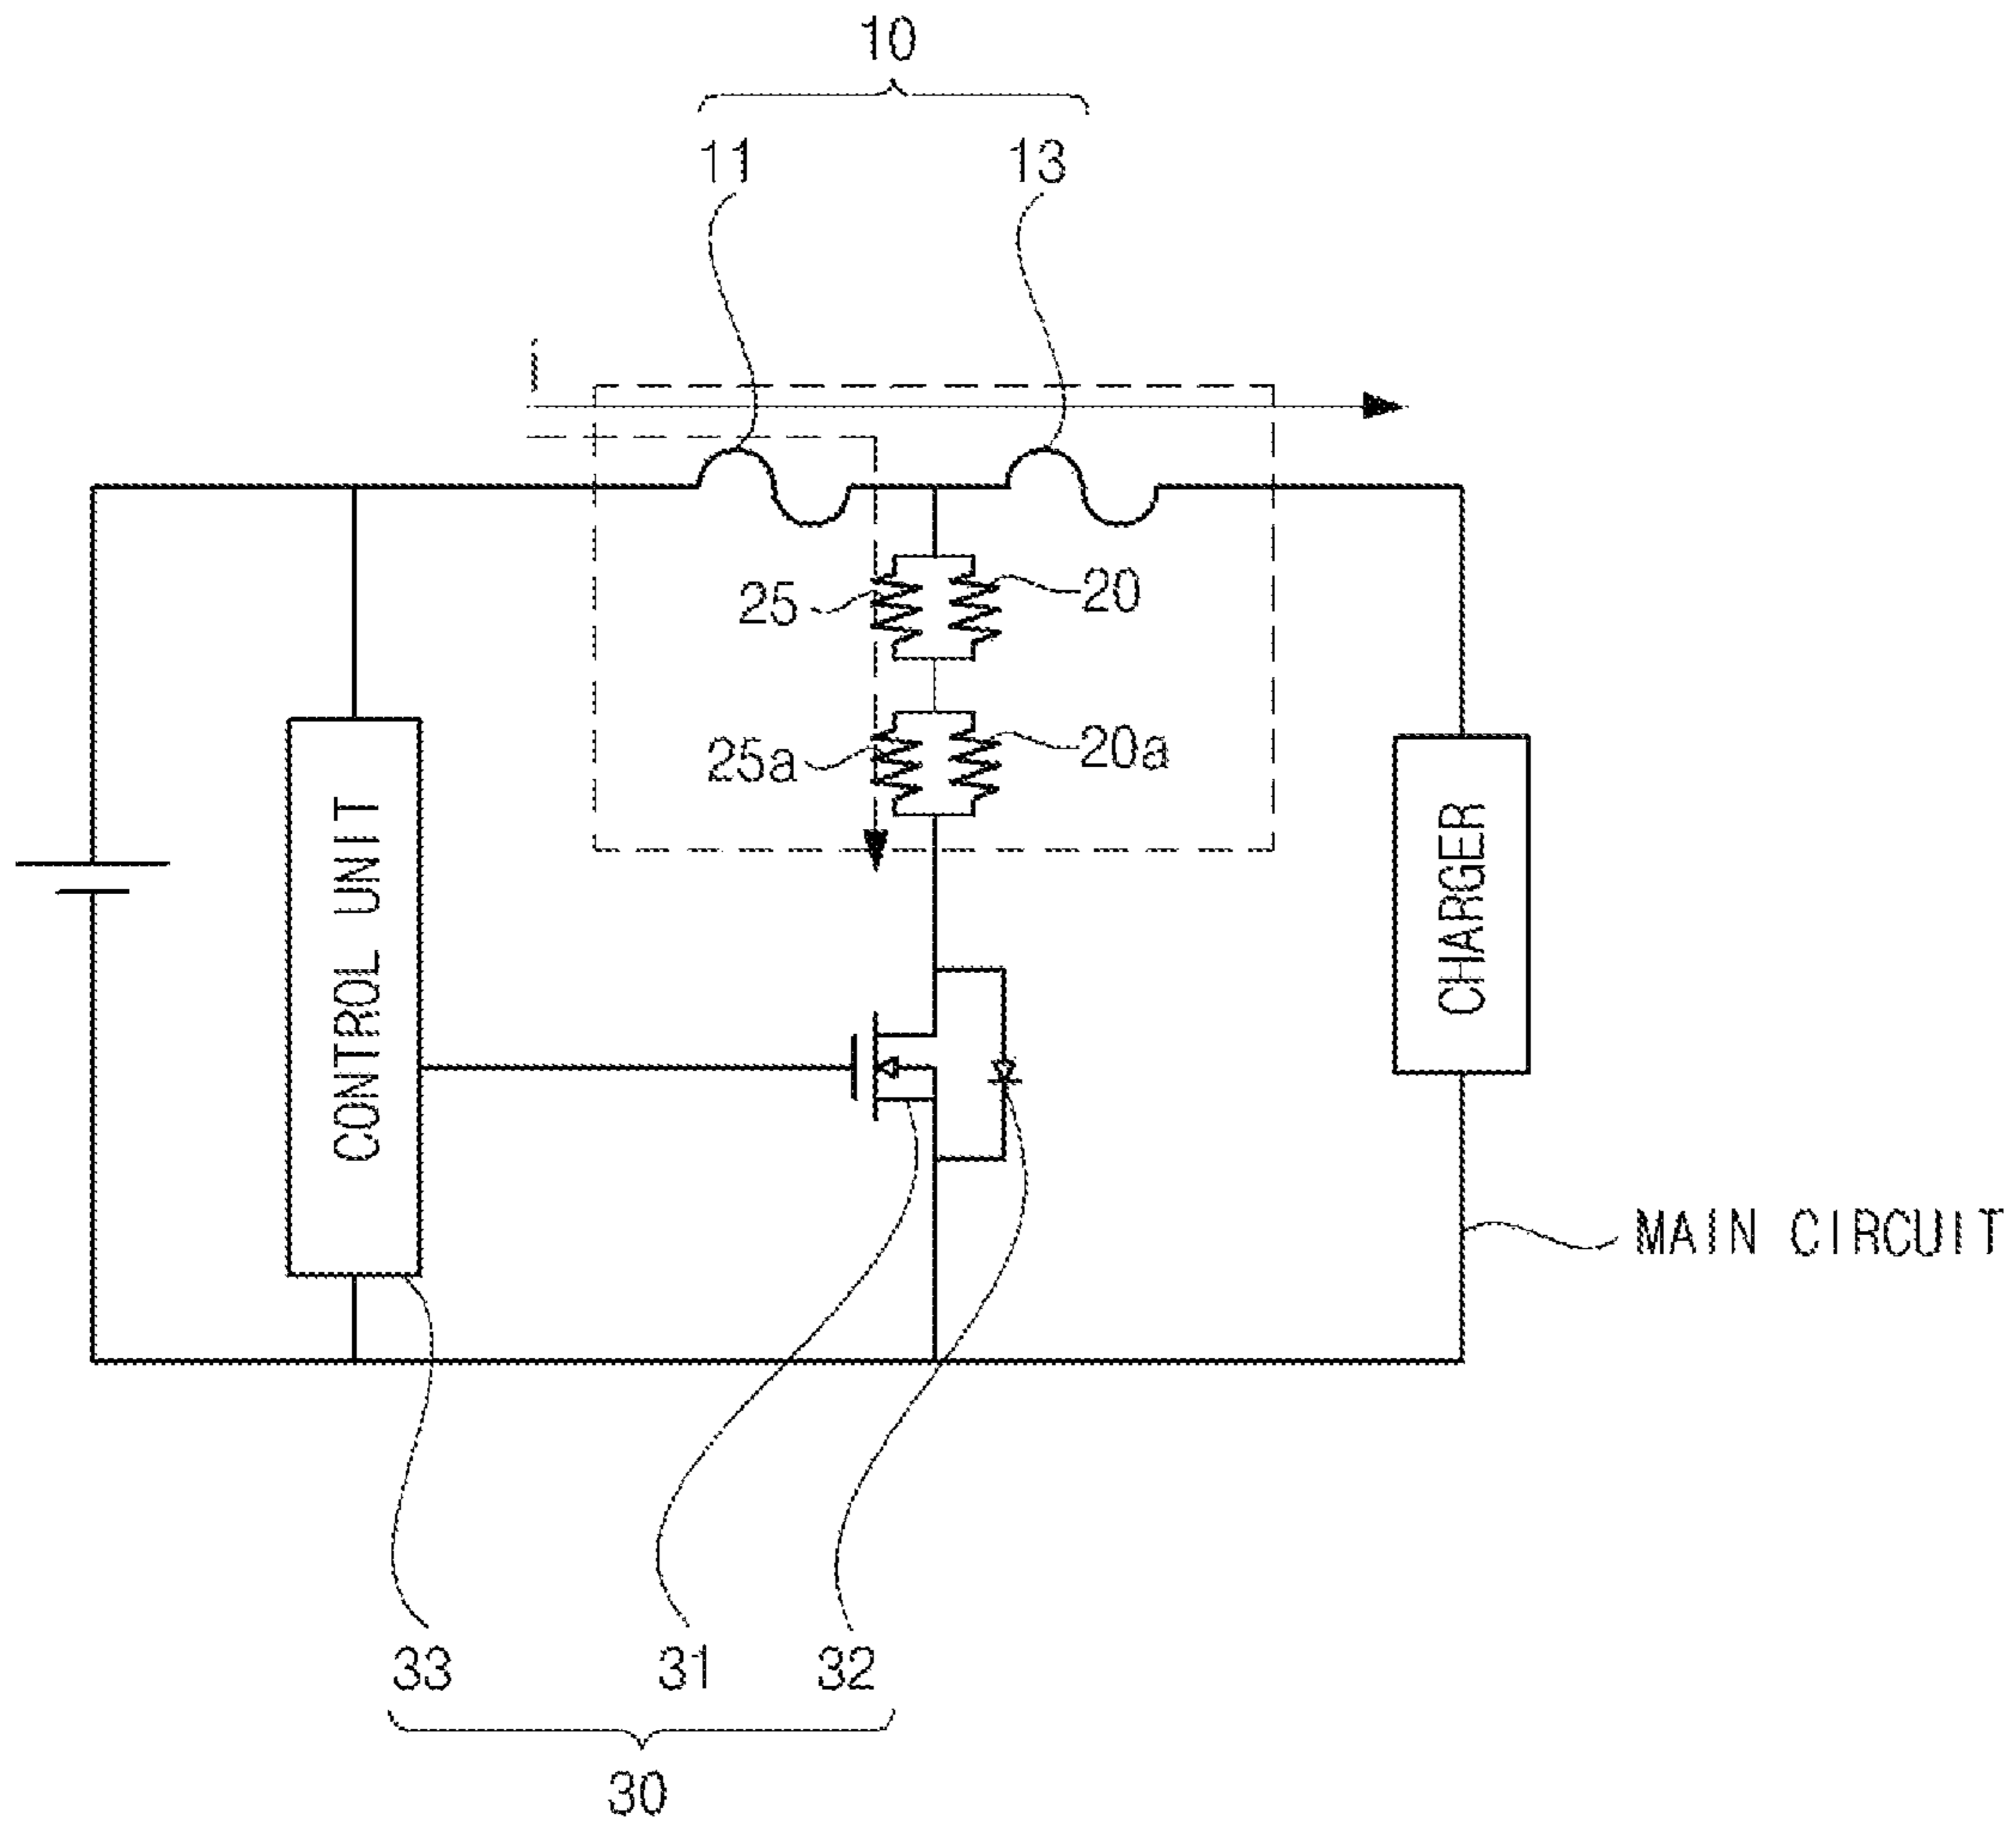 10
11 13
25 20
25a 20a
CONTROL UNIT
CHARGER
MAIN CIRCUIT
33 31 32
30